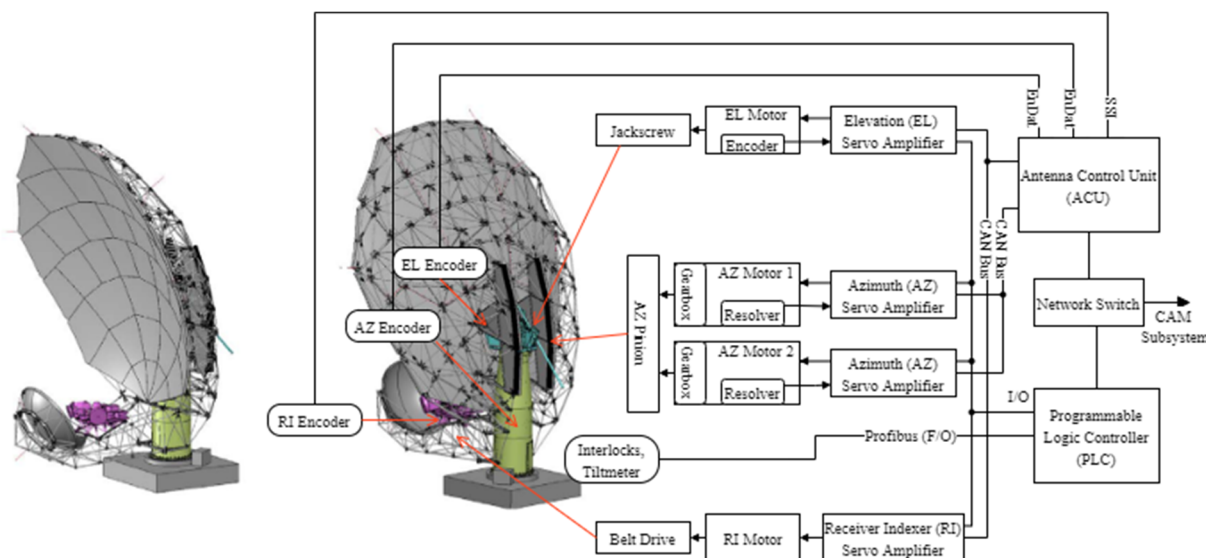 EnDat
EnDat
SSI
Jackscrew
EL Motor
Encoder
Elevation (EL)
Servo Amplifier
Antenna Control Unit
(ACU)
CAN Bus
CAN Bus
EL Encoder
AZ Encoder
RI Encoder
AZ Pinion
Gearbox
AZ Motor 1
Resolver
Azimuth (AZ)
Servo Amplifier
Gearbox
AZ Motor 2
Resolver
Azimuth (AZ)
Servo Amplifier
Network Switch
CAM
Subsystem
I/O
Programmable
Logic Controller
(PLC)
Profibus (F/O)
Interlocks,
Tiltmeter
Belt Drive
RI Motor
Receiver Indexer (RI)
Servo Amplifier